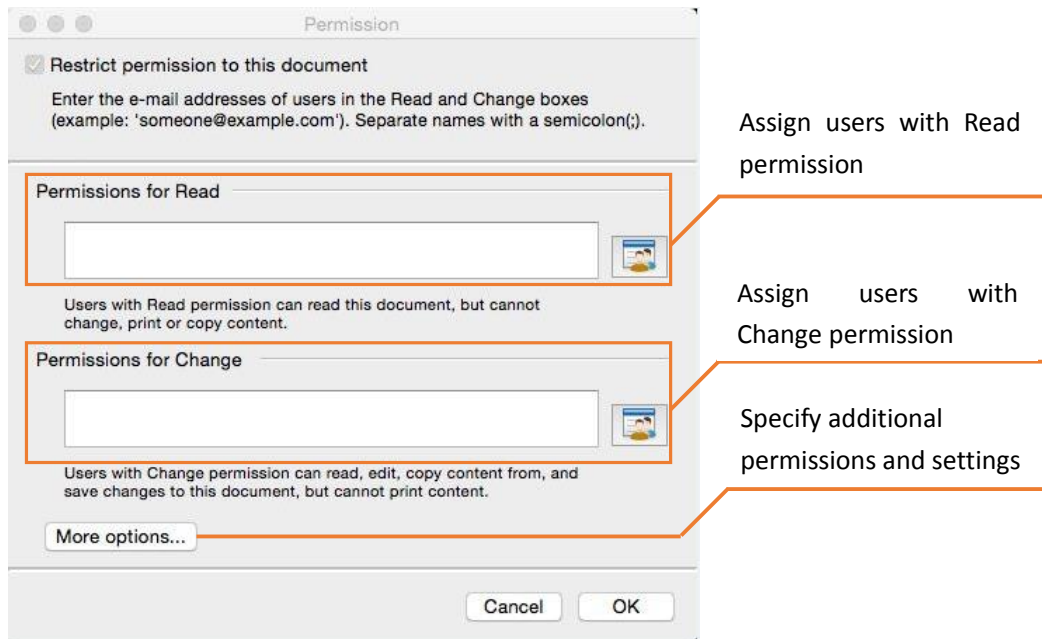 Permission
Restrict permission to this document
Enter the e-mail addresses of users in the Read and Change boxes
(example: 'someone@example.com'). Separate names with a semicolon(;).
Permissions for Read
Users with Read permission can read this document, but cannot
change, print or copy content.
Permissions for Change
Users with Change permission can read, edit, copy content from, and
save changes to this document, but cannot print content.
More options...
Cancel
OK
Assign users with Read
permission
Assign users with
Change permission
Specify additional
permissions and settings